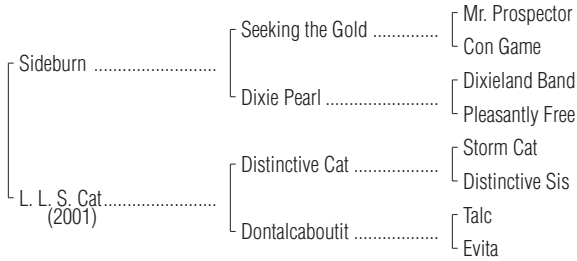 Mr. Prospector
Seeking the Gold ..............
Con Game
Sideburn ..........................
Dixieland Band
Dixie Pearl ........................
Pleasantly Free
Storm Cat
Distinctive Cat ..................
Distinctive Sis
L. L. S. Cat........................
(2001)
Talc
Dontalcaboutit ..................
Evita